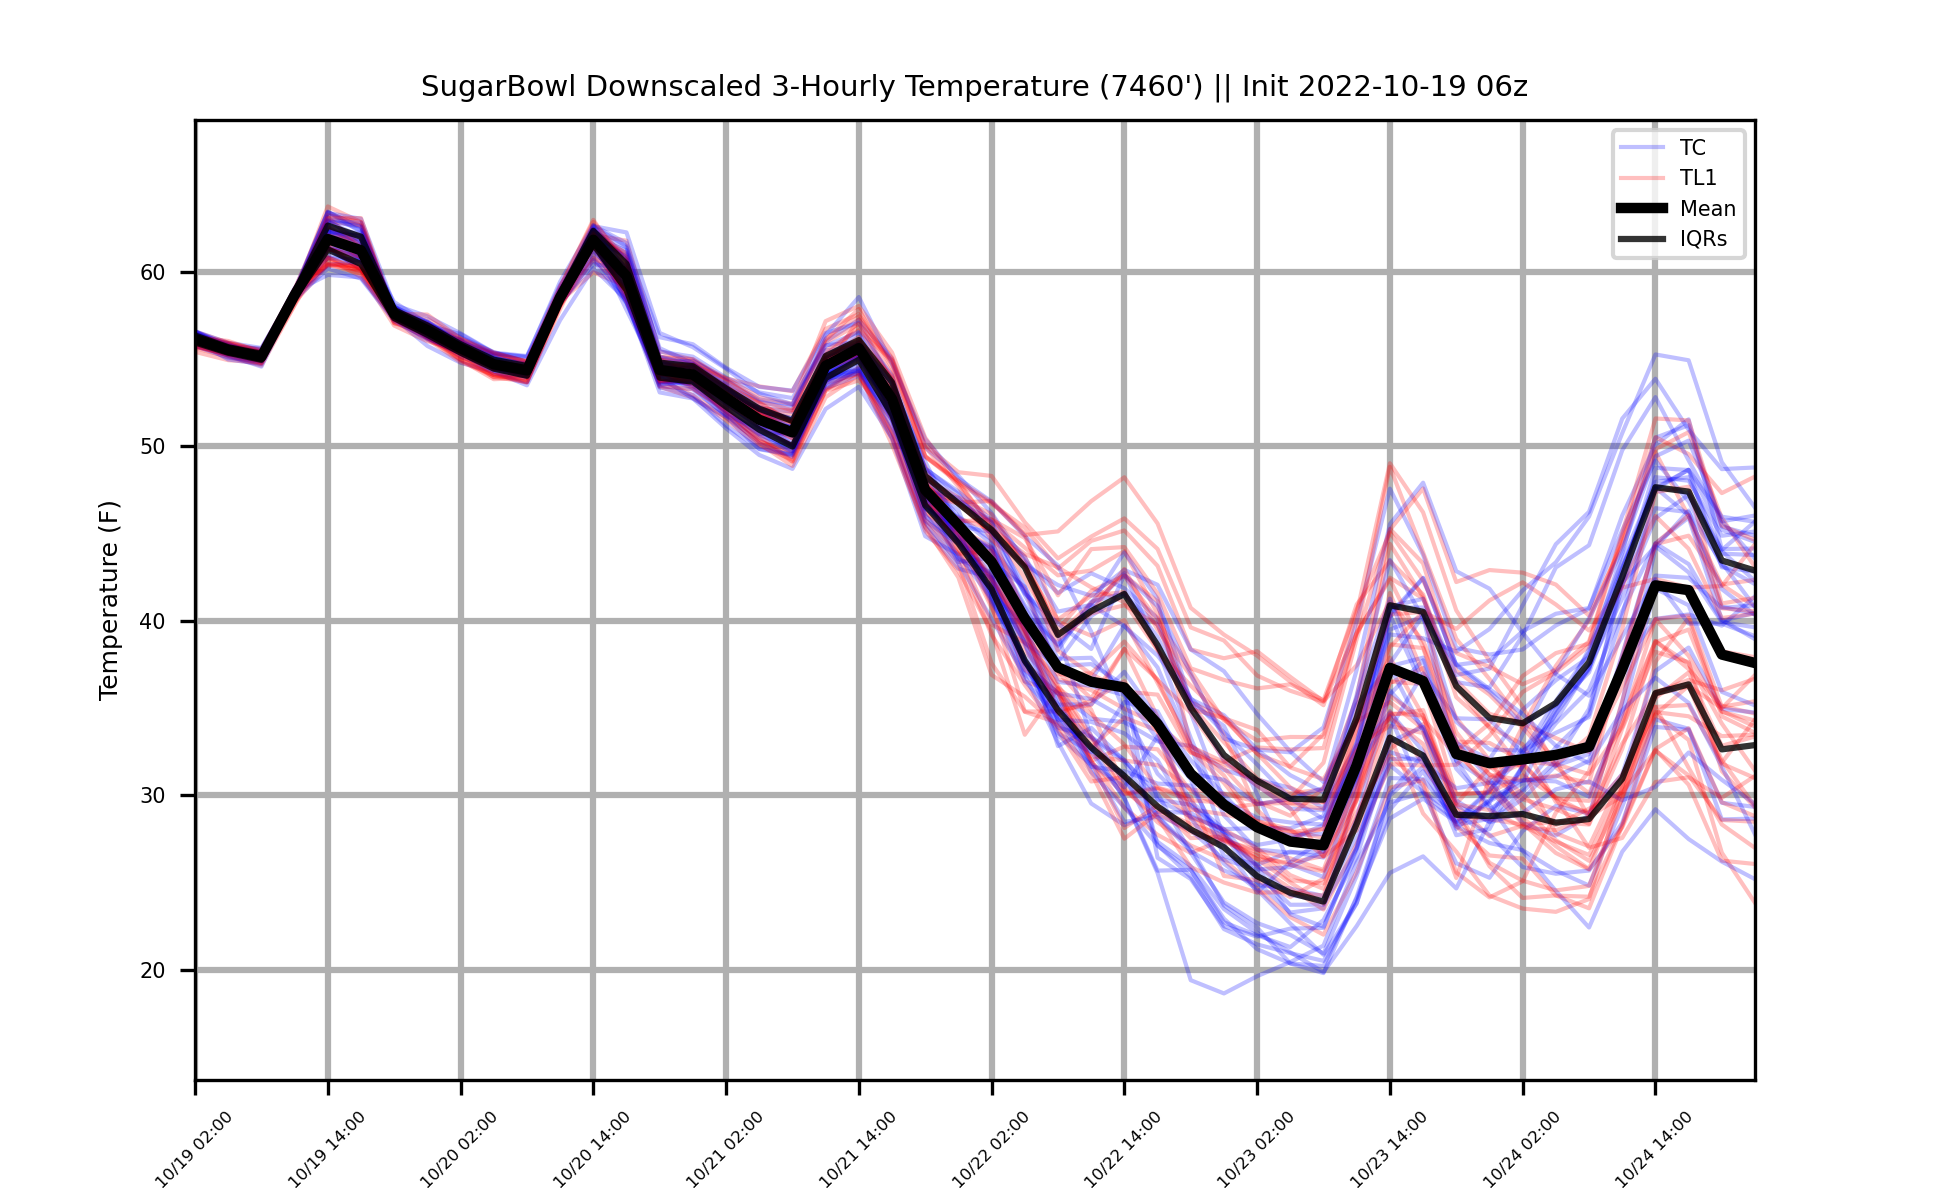 SugarBowl Downscaled 3-Hourly Temperature (7460') || Init 2022-10-19 06z
TC
TL1
Mean
IQRs
Temperature (F)
60
50
40
30
20
10/19 02:00
10/19 14:00
10/20 02:00
10/20 14:00
10/21 02:00
10/21 14:00
10/22 02:00
10/22 14:00
10/23 02:00
10/23 14:00
10/24 02:00
10/24 14:00